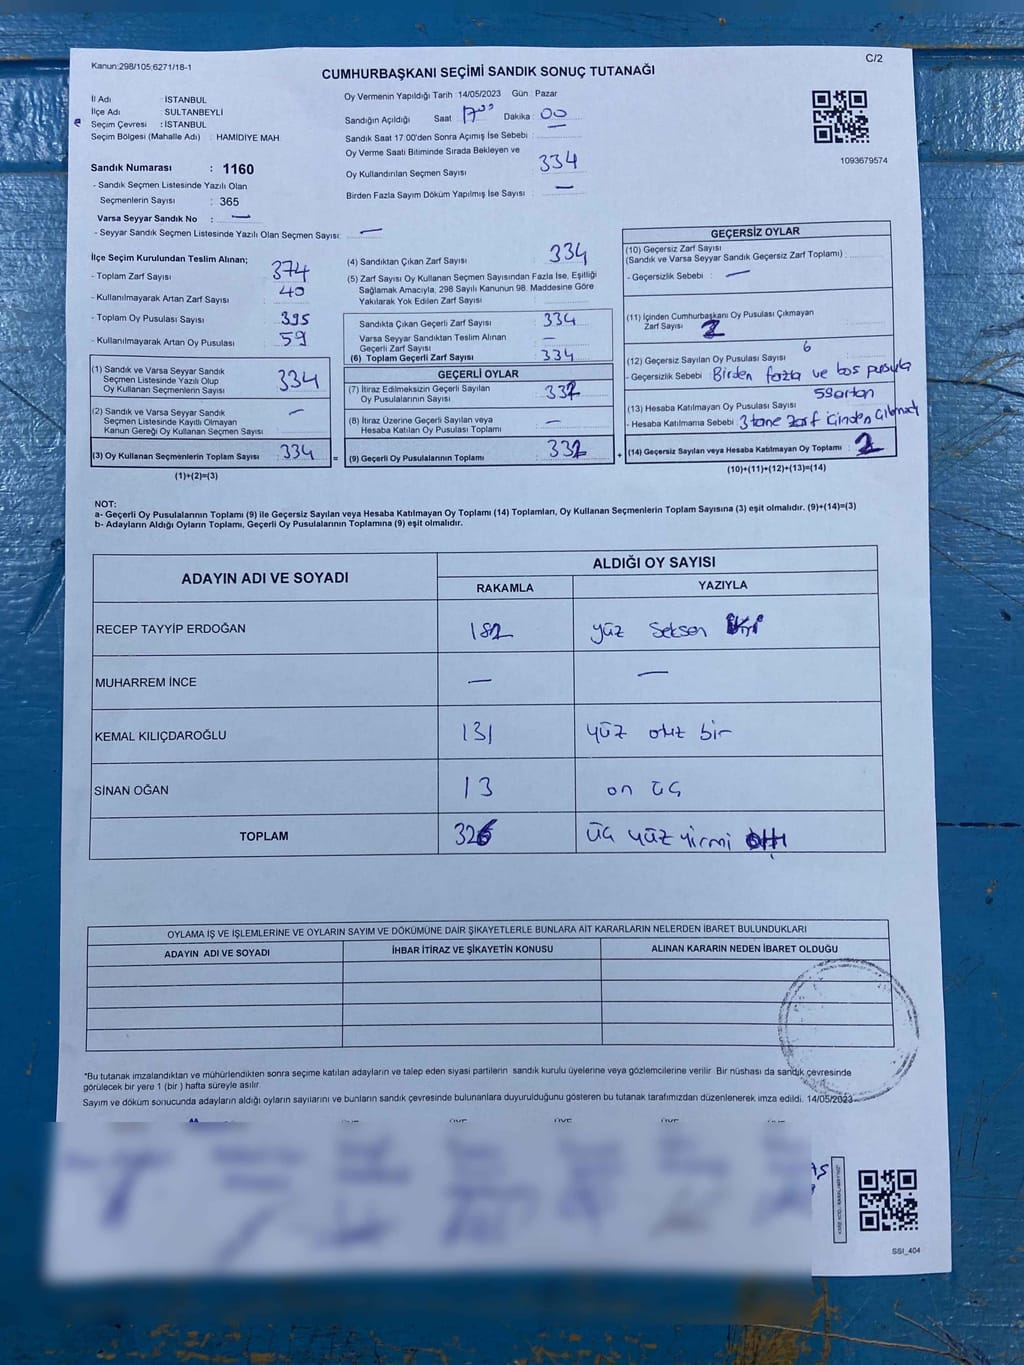 Kanun:298/105;6271/18-1
C/2
CUMHURBAŞKANI SEÇİMİ SANDIK SONUÇ TUTANAĞI
İl Adı : İSTANBUL
İlçe Adı : SULTANBEYLİ
Seçim Çevresi : İSTANBUL
Seçim Bölgesi (Mahalle Adı) : HAMİDİYE MAH.
Sandık Numarası : 1160
- Sandık Seçmen Listesinde Yazılı Olan
Seçmenlerin Sayısı : 365
Varsa Seyyar Sandık No : —
- Seyyar Sandık Seçmen Listesinde Yazılı Olan Seçmen Sayısı: —
Oy Vermenin Yapıldığı Tarih : 14/05/2023 Gün : Pazar
Sandığın Açıldığı Saat 17:00 Dakika : 00
Sandık Saat 17:00'den Sonra Açımış İse Sebebi : —
Oy Verme Saati Bitiminde Sırada Bekleyen ve
Oy Kullandırılan Seçmen Sayısı : 334
Birden Fazla Sayım Döküm Yapılmış İse Sayısı : —
1093679574
İlçe Seçim Kurulundan Teslim Alınan;
- Toplam Zarf Sayısı : 374
- Kullanılmayarak Artan Zarf Sayısı : 40
- Toplam Oy Pusulası Sayısı : 395
- Kullanılmayarak Artan Oy Pusulası : 59
(1) Sandık ve Varsa Seyyar Sandık
Seçmen Listesinde Yazılı Olup
Oy Kullanan Seçmenlerin Sayısı : 334
(2) Sandık ve Varsa Seyyar Sandık
Seçmen Listesinde Kayıtlı Olmayan
Kanun Gereği Oy Kullanan Seçmen Sayısı : —
(3) Oy Kullanan Seçmenlerin Toplam Sayısı : 334
(1)+(2)=(3)
(4) Sandıktan Çıkan Zarf Sayısı : 334
(5) Zarf Sayısı Oy Kullanan Seçmen Sayısından Fazla İse, Eşitliği
Sağlamak Amacıyla, 298 Sayılı Kanunun 98. Maddesine Göre
Yakılarak Yok Edilen Zarf Sayısı :
Sandıkta Çıkan Geçerli Zarf Sayısı : 334
Varsa Seyyar Sandıktan Teslim Alınan
Geçerli Zarf Sayısı : —
(6) Toplam Geçerli Zarf Sayısı : 334
GEÇERLİ OYLAR
(7) İtiraz Edilmeksizin Geçerli Sayılan
Oy Pusulalarının Sayısı : 332
(8) İtiraz Üzerine Geçerli Sayılan veya
Hesaba Katılan Oy Pusulası Toplamı : —
= (9) Geçerli Oy Pusulalarının Toplamı : 332
GEÇERSİZ OYLAR
(10) Geçersiz Zarf Sayısı
(Sandık ve Varsa Seyyar Sandık Geçersiz Zarf Toplamı) :
- Geçersizlik Sebebi : —
(11) İçinden Cumhurbaşkanı Oy Pusulası Çıkmayan
Zarf Sayısı : 2
(12) Geçersiz Sayılan Oy Pusulası Sayısı : 6
- Geçersizlik Sebebi : Birden fazla ve boş pusula
(13) Hesaba Katılmayan Oy Pusulası Sayısı : 59 artan
- Hesaba Katılmama Sebebi : 3 tane zarf içinden çıkmadı
+ (14) Geçersiz Sayılan veya Hesaba Katılmayan Oy Toplamı : 2
(10)+(11)+(12)+(13)=(14)
NOT:
a- Geçerli Oy Pusulalarının Toplamı (9) ile Geçersiz Sayılan veya Hesaba Katılmayan Oy Toplamı (14) Toplamları, Oy Kullanan Seçmenlerin Toplam Sayısına (3) eşit olmalıdır. (9)+(14)=(3)
b- Adayların Aldığı Oyların Toplamı, Geçerli Oy Pusulalarının Toplamına (9) eşit olmalıdır.
ADAYIN ADI VE SOYADI
ALDIĞI OY SAYISI
RAKAMLA YAZIYLA
RECEP TAYYİP ERDOĞAN 182 yüz seksen iki
MUHARREM İNCE — —
KEMAL KILIÇDAROĞLU 131 yüz otuz bir
SİNAN OĞAN 13 on üç
TOPLAM 326 üç yüz yirmi altı
OYLAMA İŞ VE İŞLEMLERİNE VE OYLARIN SAYIM VE DÖKÜMÜNE DAİR ŞİKAYETLERLE BUNLARA AİT KARARLARIN NELERDEN İBARET BULUNDUKLARI
ADAYIN ADI VE SOYADI İHBAR İTİRAZ VE ŞİKAYETİN KONUSU ALINAN KARARIN NEDEN İBARET OLDUĞU
*Bu tutanak imzalandıktan ve mühürlendikten sonra seçime katılan adayların ve talep eden siyasi partilerin sandık kurulu üyelerine veya gözlemcilerine verilir. Bir nüshası da sandık çevresinde
görülecek bir yere 1 (bir ) hafta süreyle asılır.
Sayım ve döküm sonucunda adayların aldığı oyların sayılarını ve bunların sandık çevresinde bulunanlara duyurulduğunu gösteren bu tutanak tarafımızdan düzenlenerek imza edildi. 14/05/2023
SSI_404